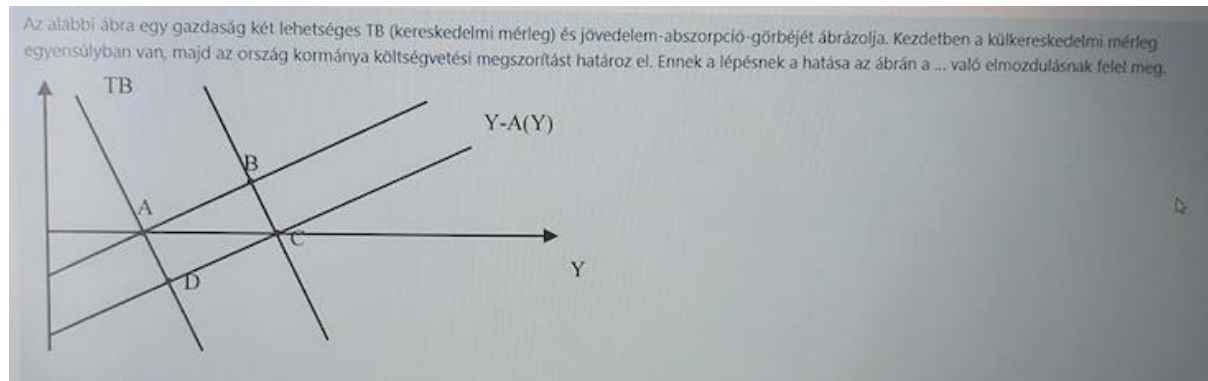 Az alábbi ábra egy gazdaság két lehetséges TB (kereskedelmi mérleg) és jövedelem-abszorpció-görbéjét ábrázolja. Kezdetben a külkereskedelmi mérleg
egyensúlyban van, majd az ország kormánya költségvetési megszorítást határoz el. Ennek a lépésnek a hatása az ábrán a ... való elmozdulásnak felel meg.
TB
Y-A(Y)
B
A
C
Y
D